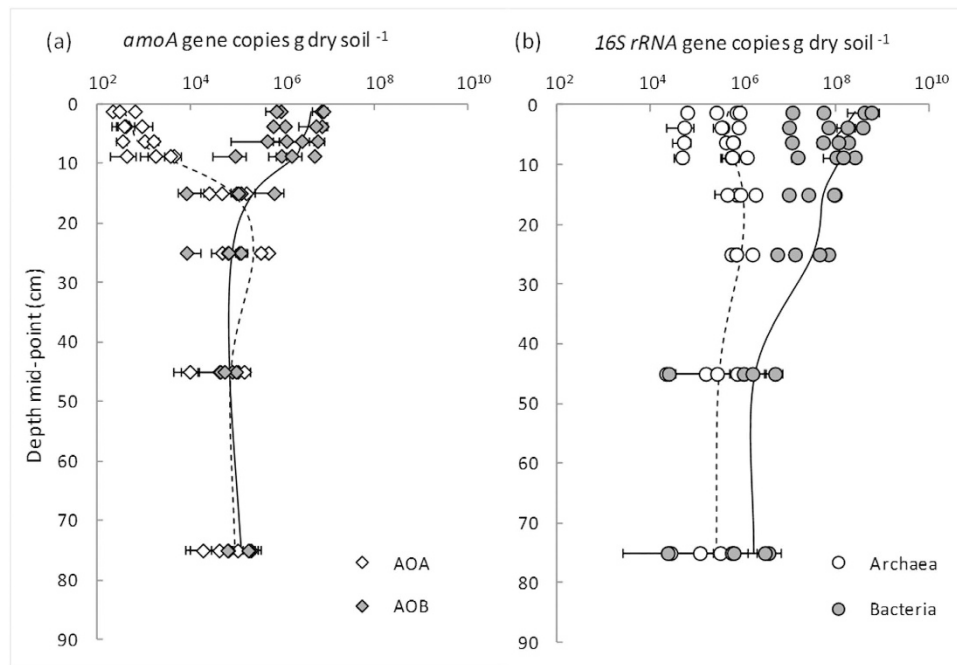 (a) amoA gene copies g dry soil -1
10² 10⁴ 10⁶ 10⁸ 10¹⁰
0
10
20
30
40
50
60
70
80
90
Depth mid-point (cm)
AOA
AOB
(b) 16S rRNA gene copies g dry soil -1
10² 10⁴ 10⁶ 10⁸ 10¹⁰
0
10
20
30
40
50
60
70
80
90
Archaea
Bacteria